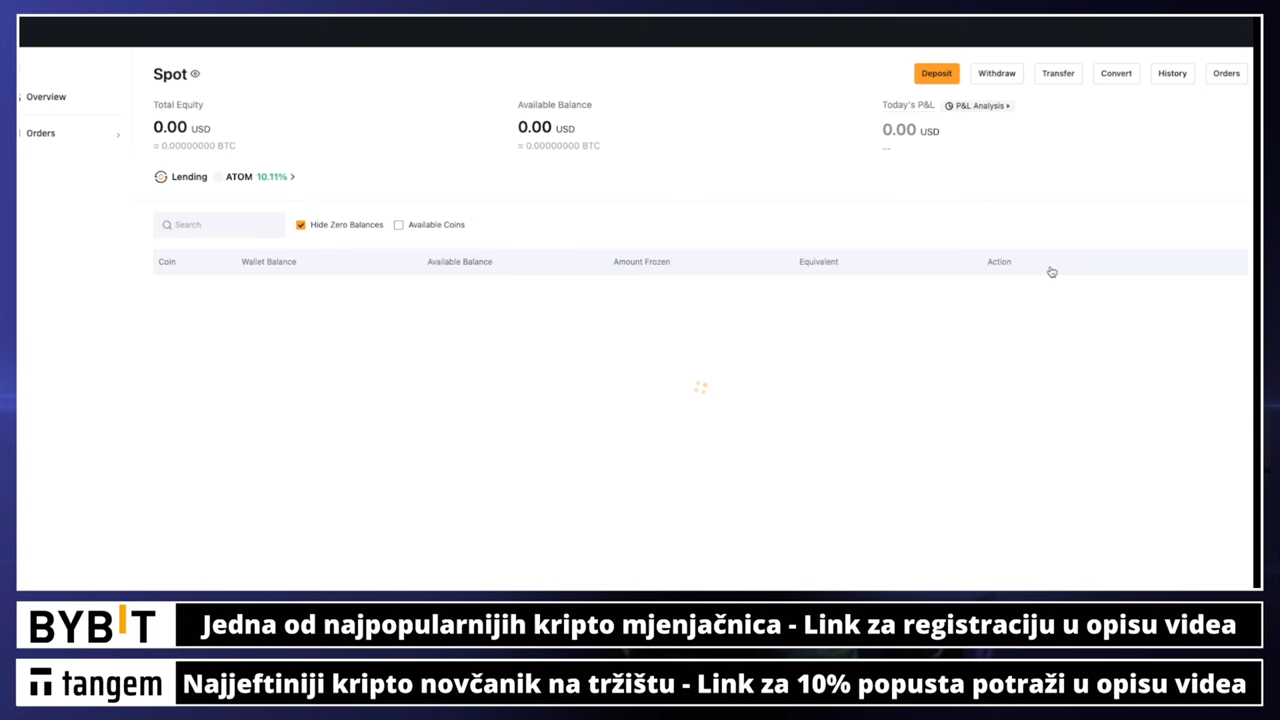 Spot
Deposit
Withdraw
Transfer
Convert
History
Orders
Overview
Orders
Total Equity
0.00 USD
≈ 0.00000000 BTC
Available Balance
0.00 USD
≈ 0.00000000 BTC
Today's P&L
P&L Analysis
0.00 USD
--
Lending ATOM 10.11%
Search
Hide Zero Balances
Available Coins
Coin Wallet Balance Available Balance Amount Frozen Equivalent Action
BYBIT
Jedna od najpopularnijih kripto mjenjačnica - Link za registraciju u opisu videa
tangem
Najjeftiniji kripto novčanik na tržištu - Link za 10% popusta potraži u opisu videa